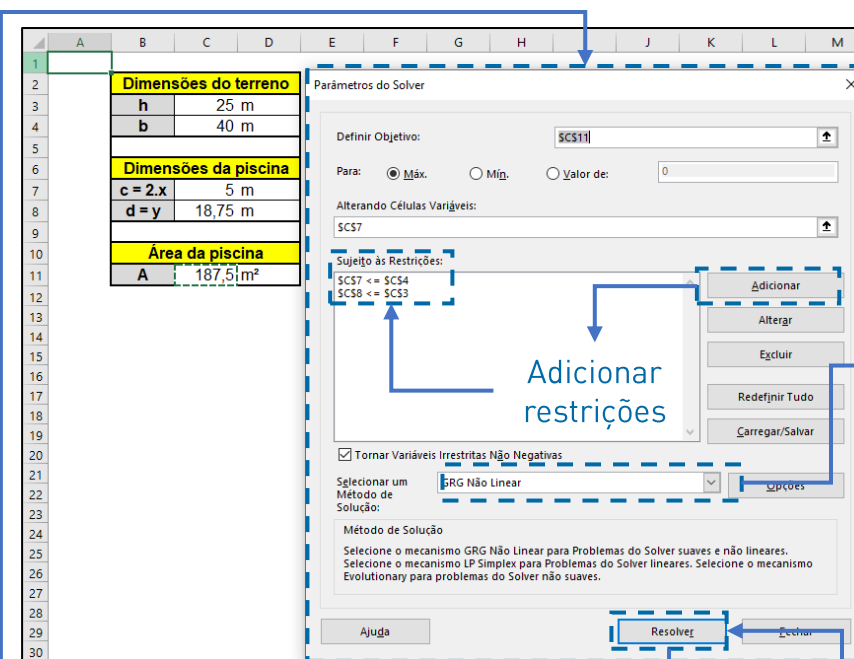 A B C D E F G H J K L M
1
2 Dimensões do terreno Parâmetros do Solver
3 h 25 m
4 b 40 m Definir Objetivo: $C$11
5
6 Dimensões da piscina Para: Máx. Mín. Valor de: 0
7 c = 2.x 5 m
8 d = y 18,75 m Alterando Células Variáveis:
9 $C$7
10 Área da piscina Sujeito às Restrições:
11 A 187,5 m² $C$7 <= $C$4 Adicionar
12 $C$8 <= $C$3
13 Alterar
14
15 Excluir
16 Adicionar
17 restrições Redefinir Tudo
18
19 Carregar/Salvar
20 Tornar Variáveis Irrestritas Não Negativas
21 Selecionar um GRG Não Linear Opções
22 Método de
23 Solução:
24 Método de Solução
25 Selecione o mecanismo GRG Não Linear para Problemas do Solver suaves e não lineares.
26 Selecione o mecanismo LP Simplex para Problemas do Solver lineares. Selecione o mecanismo
27 Evolutionary para problemas do Solver não suaves.
28
29 Ajuda Resolver Fechar
30